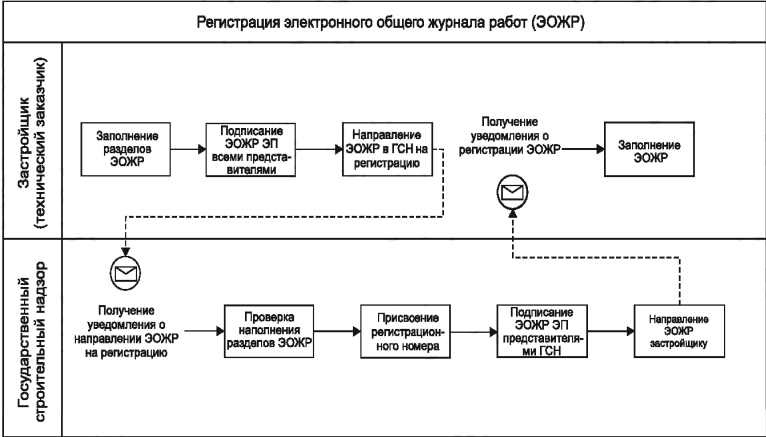 Регистрация электронного общего журнала работ (ЭОЖР)
Застройщик
(технический заказчик)
Заполнение
разделов
ЭОЖР
Подписание
ЭОЖР ЭП
всеми предста-
вителями
Направление
ЭОЖР в ГСН на
регистрацию
Получение
уведомления о
регистрации ЭОЖР
Заполнение
ЭОЖР
Государственный
строительный надзор
Получение
уведомления о
направлении ЭОЖР
на регистрацию
Проверка
наполнения
разделов ЭОЖР
Присвоение
регистрацион-
ного номера
Подписание
ЭОЖР ЭП
представителя-
ми ГСН
Направление
ЭОЖР
застройщику